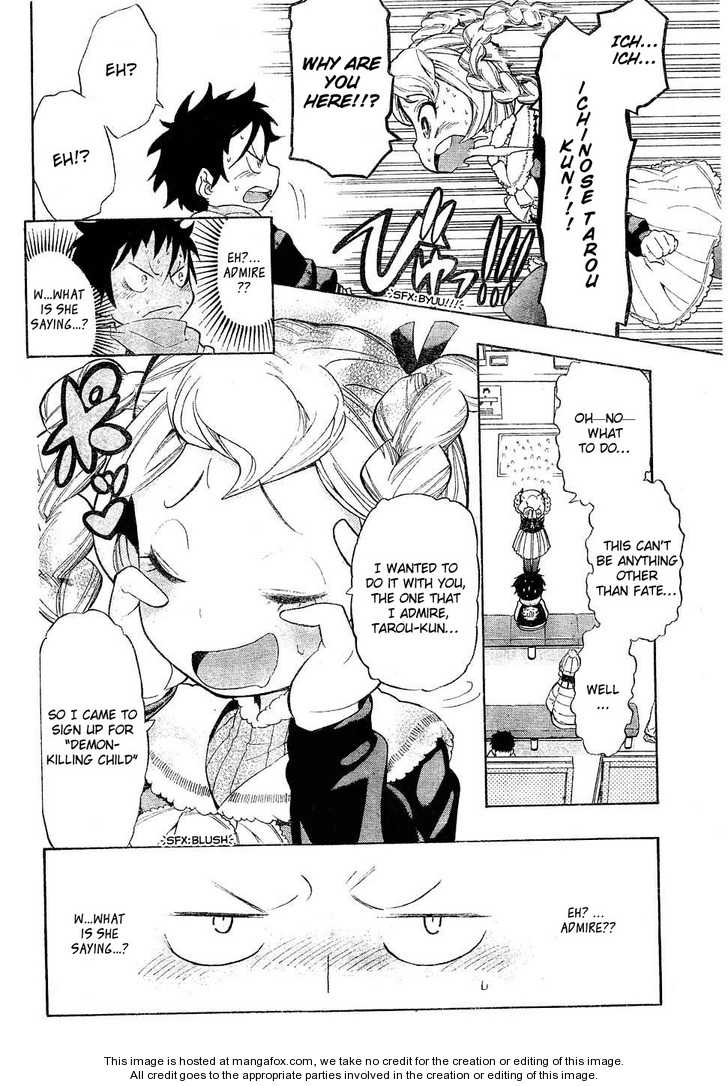 ICH...
ICH...
ICHINOSE TAROU
KUN!!!
WHY ARE
YOU
HERE!!?
EH?
EH!?
ビュッ!!!
SFX:BYUU!!!
EH?...
ADMIRE
??
W...WHAT
IS SHE
SAYING...?
OH—NO—
WHAT
TO DO...
THIS CAN'T
BE ANYTHING
OTHER
THAN FATE...
WELL
...
ポッ
I WANTED TO
DO IT WITH YOU,
THE ONE THAT
I ADMIRE,
TAROU-KUN...
SO I CAME TO
SIGN UP FOR
"DEMON-
KILLING CHILD"
SFX:BLUSH
EH? ...
ADMIRE??
W...WHAT
IS SHE
SAYING...?
This image is hosted at mangafox.com, we take no credit for the creation or editing of this image.
All credit goes to the appropriate parties involved in the creation or editing of this image.